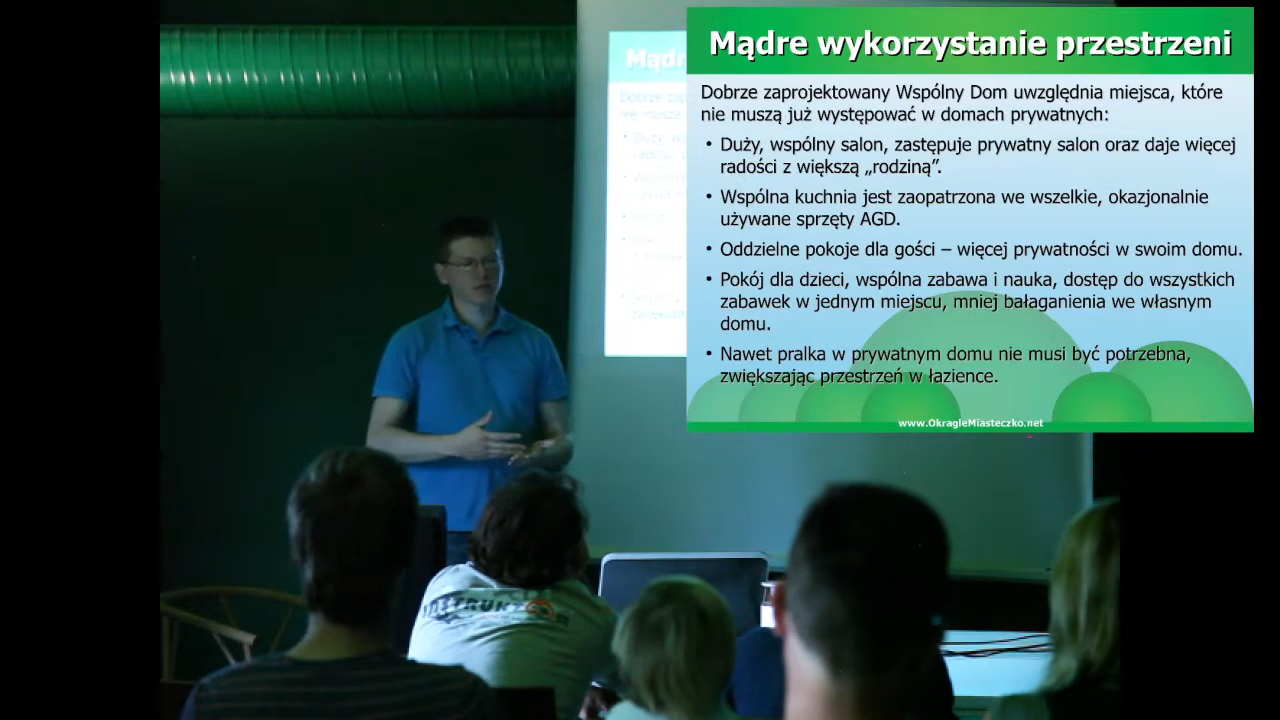 Mądre wykorzystanie przestrzeni
Dobrze zaprojektowany Wspólny Dom uwzględnia miejsca, które
nie muszą już występować w domach prywatnych:
• Duży, wspólny salon, zastępuje prywatny salon oraz daje więcej
radości z większą „rodziną”.
• Wspólna kuchnia jest zaopatrzona we wszelkie, okazjonalnie
używane sprzęty AGD.
• Oddzielne pokoje dla gości – więcej prywatności w swoim domu.
• Pokój dla dzieci, wspólna zabawa i nauka, dostęp do wszystkich
zabawek w jednym miejscu, mniej bałaganienia we własnym
domu.
• Nawet pralka w prywatnym domu nie musi być potrzebna,
zwiększając przestrzeń w łazience.
www.OkragleMiasteczko.net
Mądr